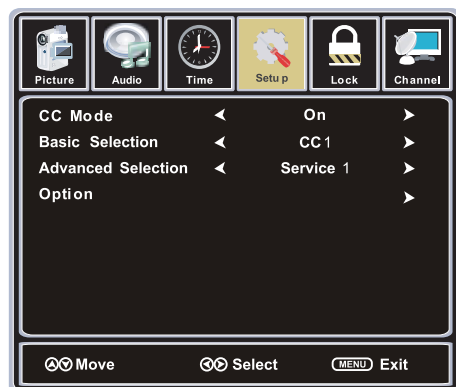 Picture Audio Time Setu p Lock Channel
CC Mode On
Basic Selection CC1
Advanced Selection Service 1
Option
Move Select MENU Exit